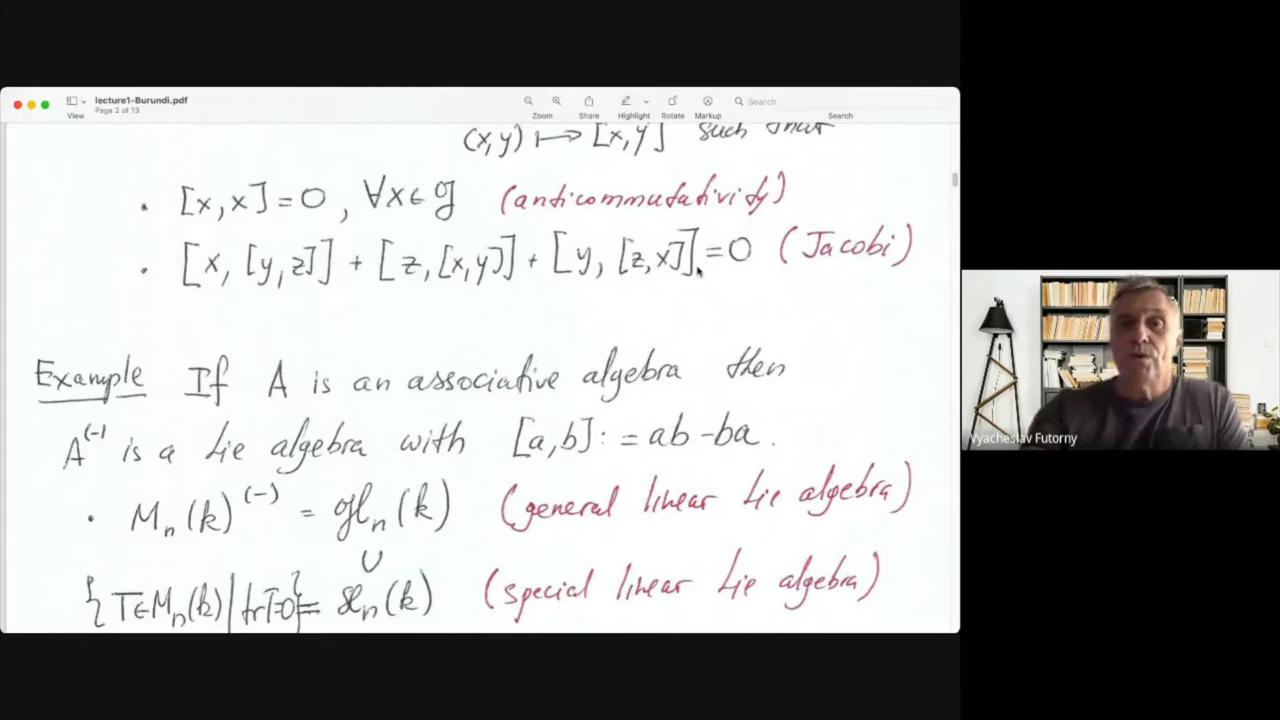 lecture1-Burundi.pdf
Page 2 of 13
View
Zoom
Share
Highlight
Rotate
Markup
Search
Search
(x,y) ⟼ [x,y] such that
• [x,x]=0, ∀x∈g (anticommutativity)
• [x,[y,z]] + [z,[x,y]] + [y,[z,x]]=0 (Jacobi)
Example If A is an associative algebra then
A^(-) is a Lie algebra with [a,b]:=ab-ba.
• M_n(k)^(-) = gl_n(k) (general linear Lie algebra)
∪
{T∈M_n(k)|trT=0}= sl_n(k) (special linear Lie algebra)
Vyacheslav Futorny